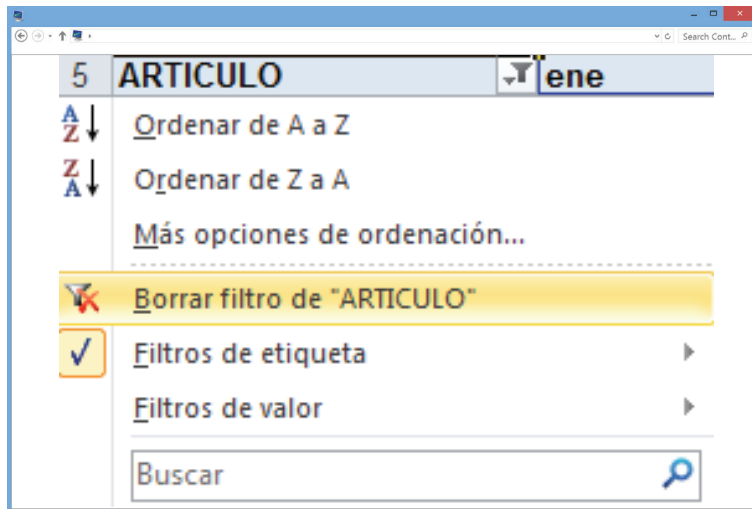 Search Cont...
5 ARTICULO ene
Ordenar de A a Z
Ordenar de Z a A
Más opciones de ordenación...
Borrar filtro de "ARTICULO"
Filtros de etiqueta
Filtros de valor
Buscar